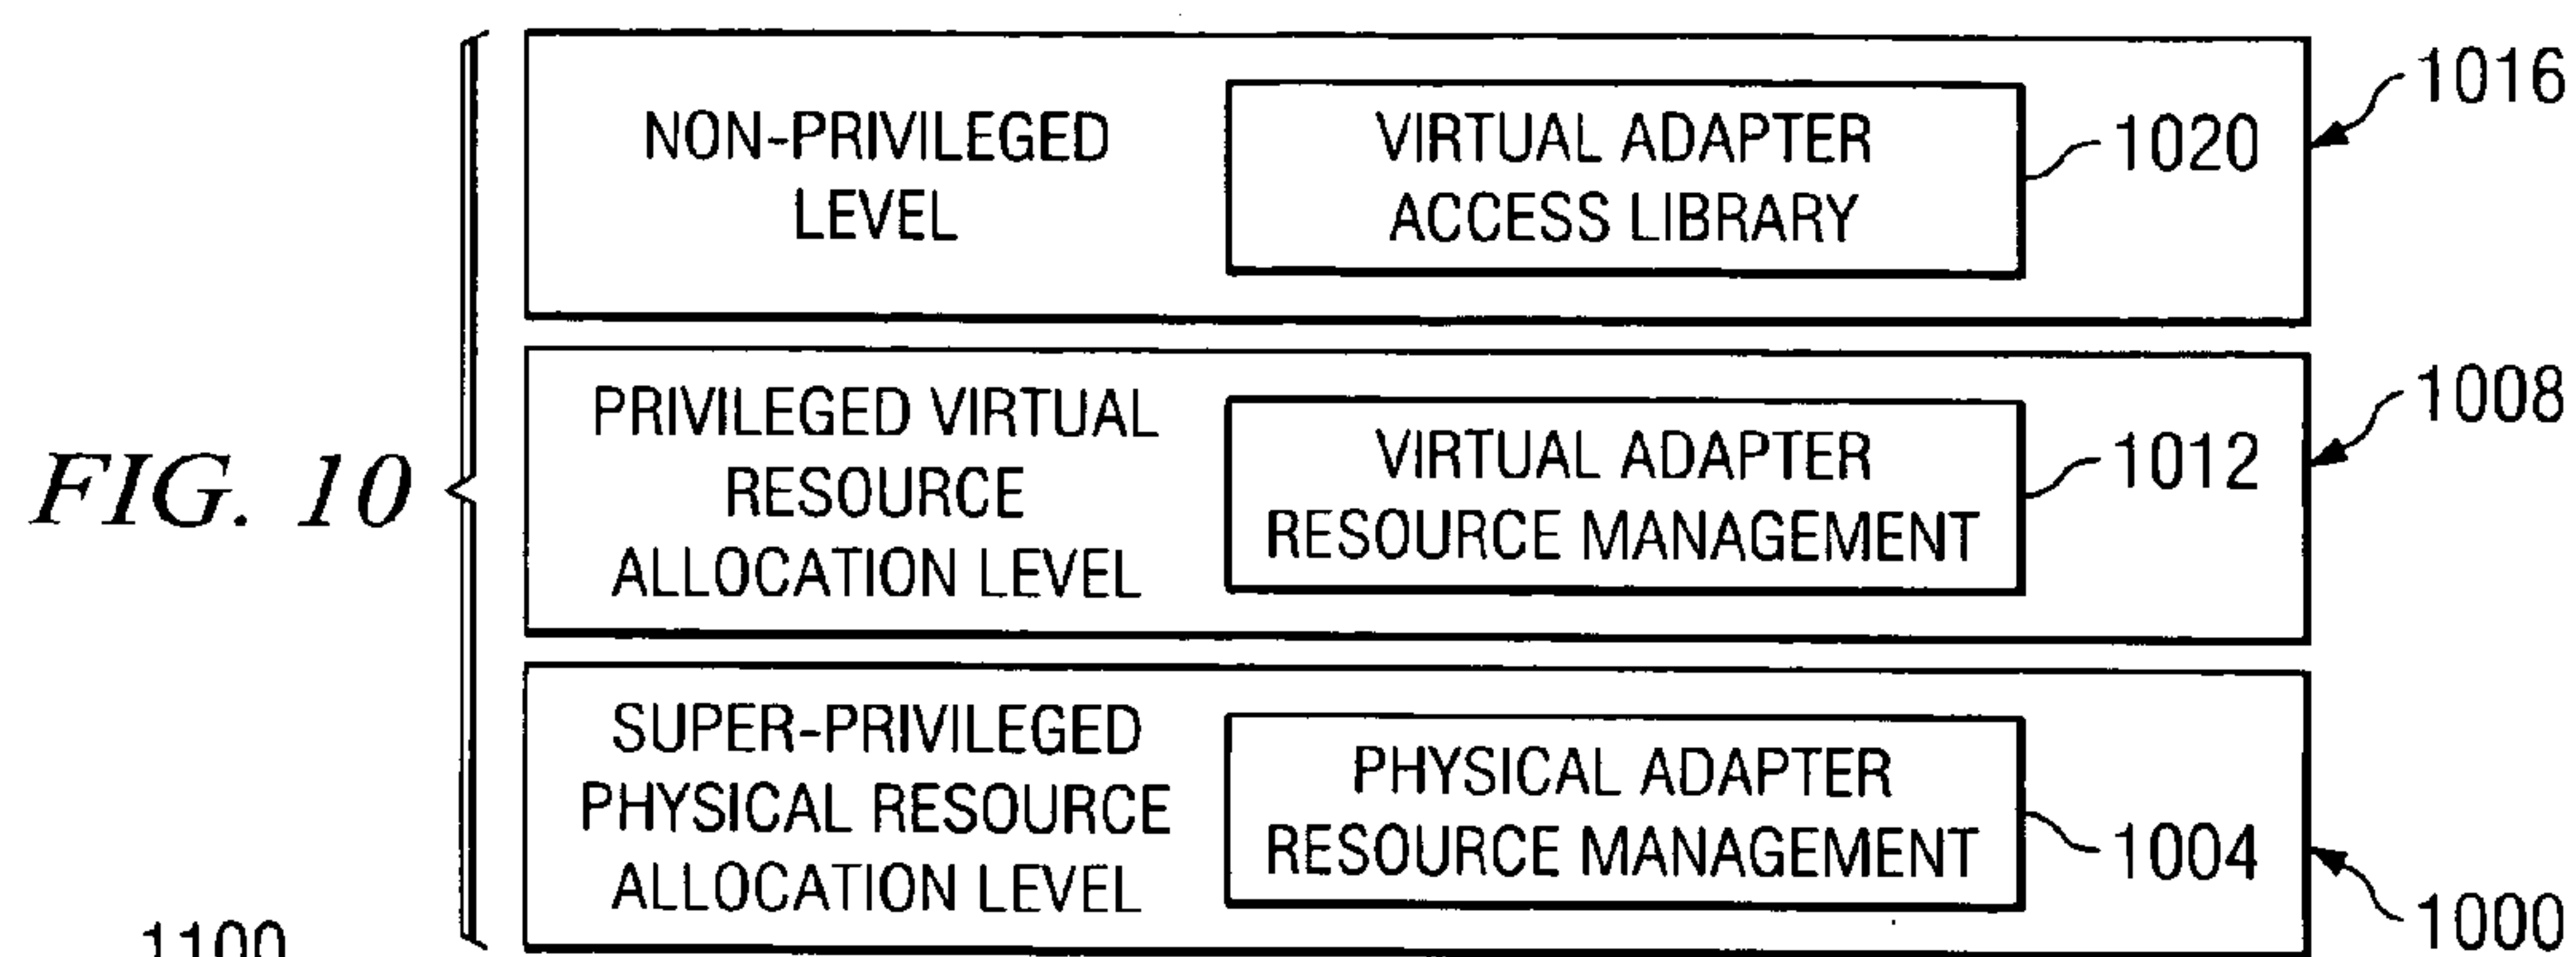 NON-PRIVILEGED
LEVEL
VIRTUAL ADAPTER
ACCESS LIBRARY
1020
1016
FIG. 10
PRIVILEGED VIRTUAL
RESOURCE
ALLOCATION LEVEL
VIRTUAL ADAPTER
RESOURCE MANAGEMENT
1012
1008
SUPER-PRIVILEGED
PHYSICAL RESOURCE
ALLOCATION LEVEL
PHYSICAL ADAPTER
RESOURCE MANAGEMENT
1004
1000
1100